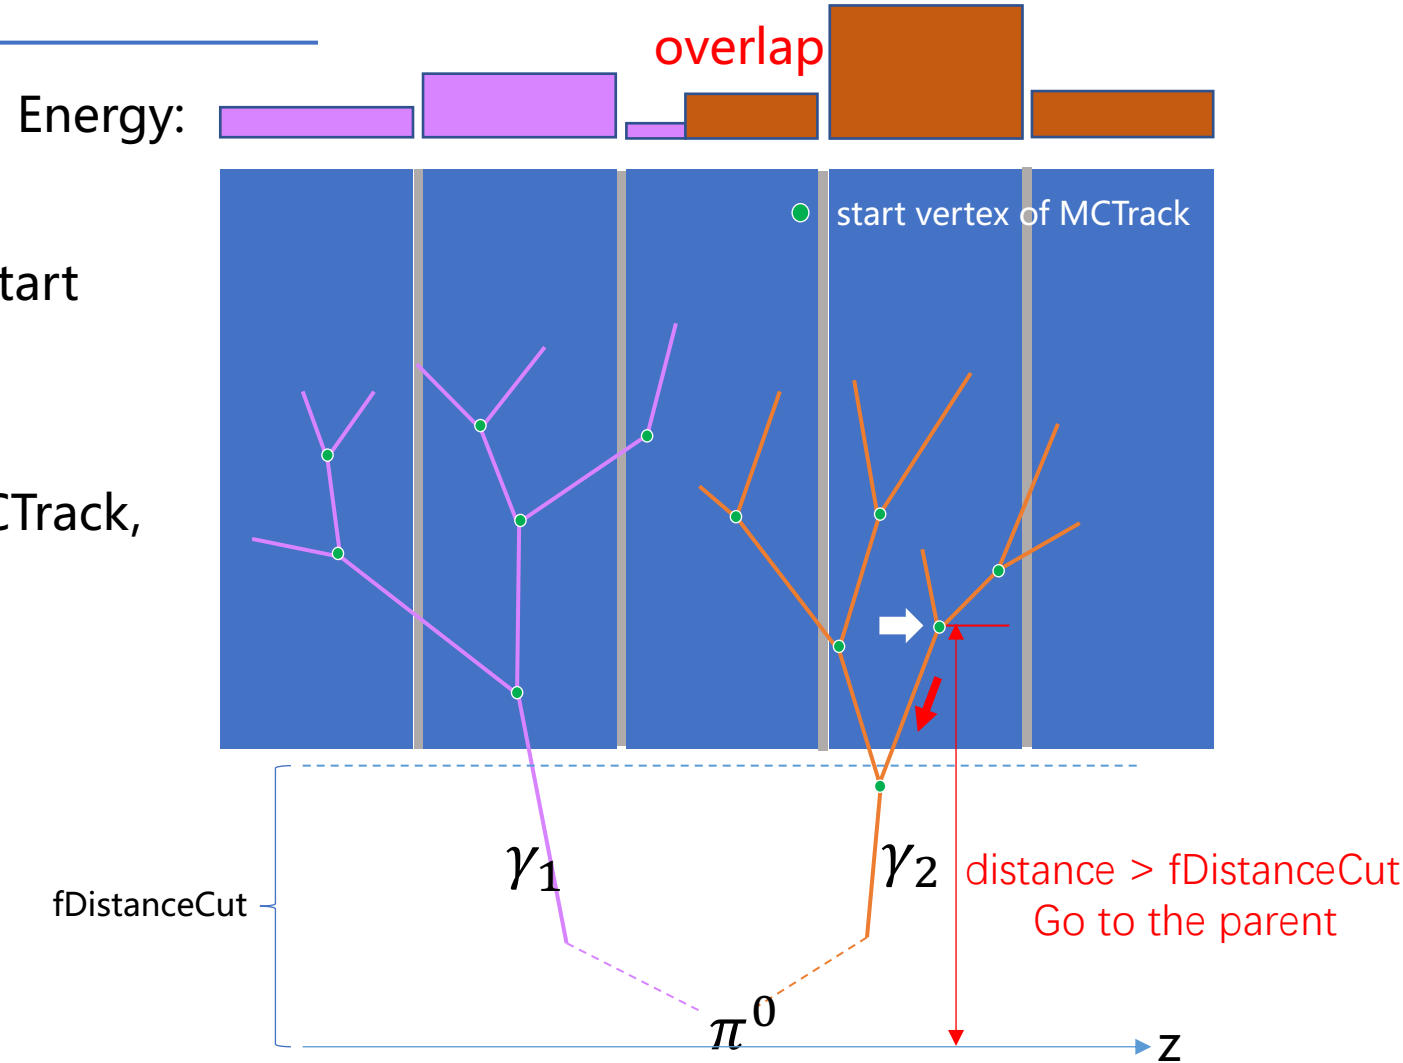 overlap
Energy:
start vertex of MCTrack
tart
CTrack,
γ1
γ2
distance > fDistanceCut
Go to the parent
fDistanceCut
π0
z